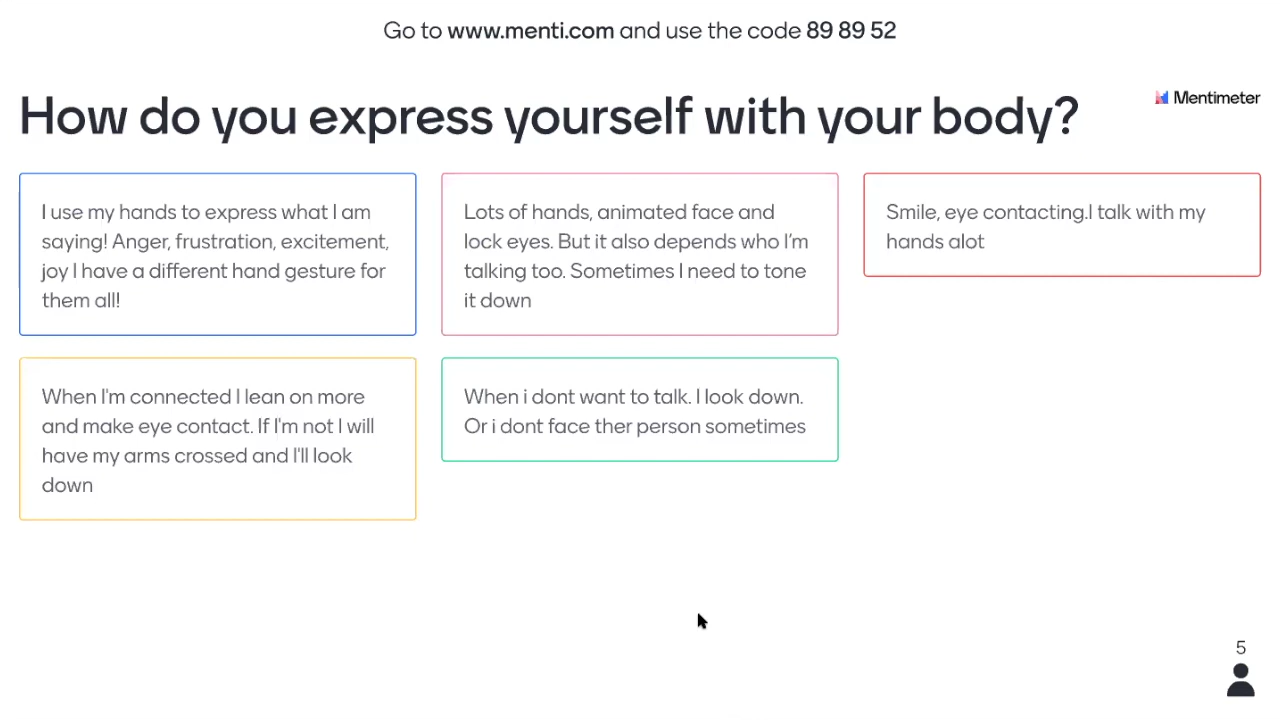 Go to www.menti.com and use the code 89 89 52
How do you express yourself with your body?
Mentimeter
I use my hands to express what I am
saying! Anger, frustration, excitement,
joy I have a different hand gesture for
them all!
Lots of hands, animated face and
lock eyes. But it also depends who I'm
talking too. Sometimes I need to tone
it down
Smile, eye contacting.I talk with my
hands alot
When I'm connected I lean on more
and make eye contact. If I'm not I will
have my arms crossed and I'll look
down
When i dont want to talk. I look down.
Or i dont face ther person sometimes
5